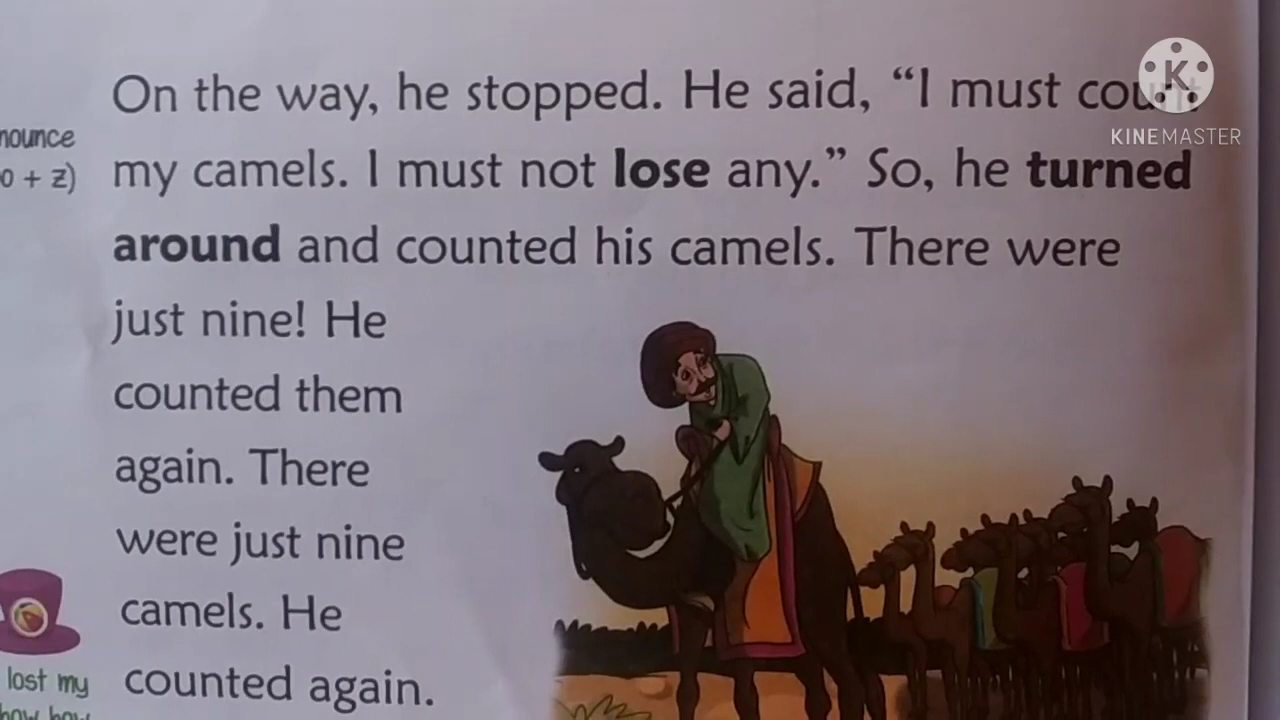 On the way, he stopped. He said, "I must count
my camels. I must not lose any." So, he turned
around and counted his camels. There were
just nine! He
counted them
again. There
were just nine
camels. He
counted again.
nounce
o + z)
lost my
K
KINEMASTER